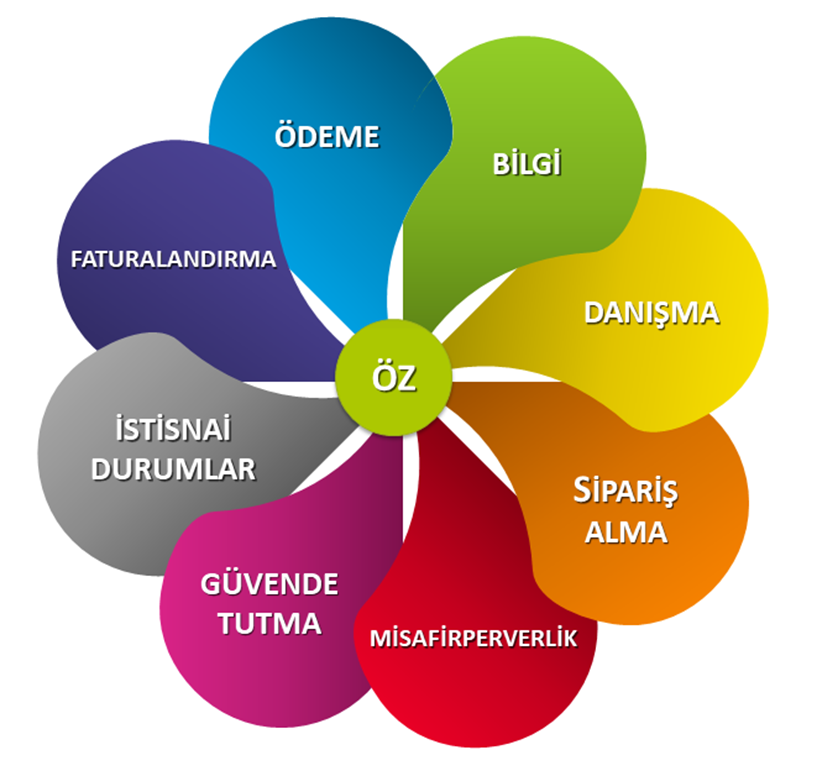 ÖDEME
BİLGİ
DANIŞMA
SİPARİŞ
ALMA
MİSAFİRPERVERLİK
GÜVENDE
TUTMA
İSTİSNAİ
DURUMLAR
FATURALANDIRMA
ÖZ